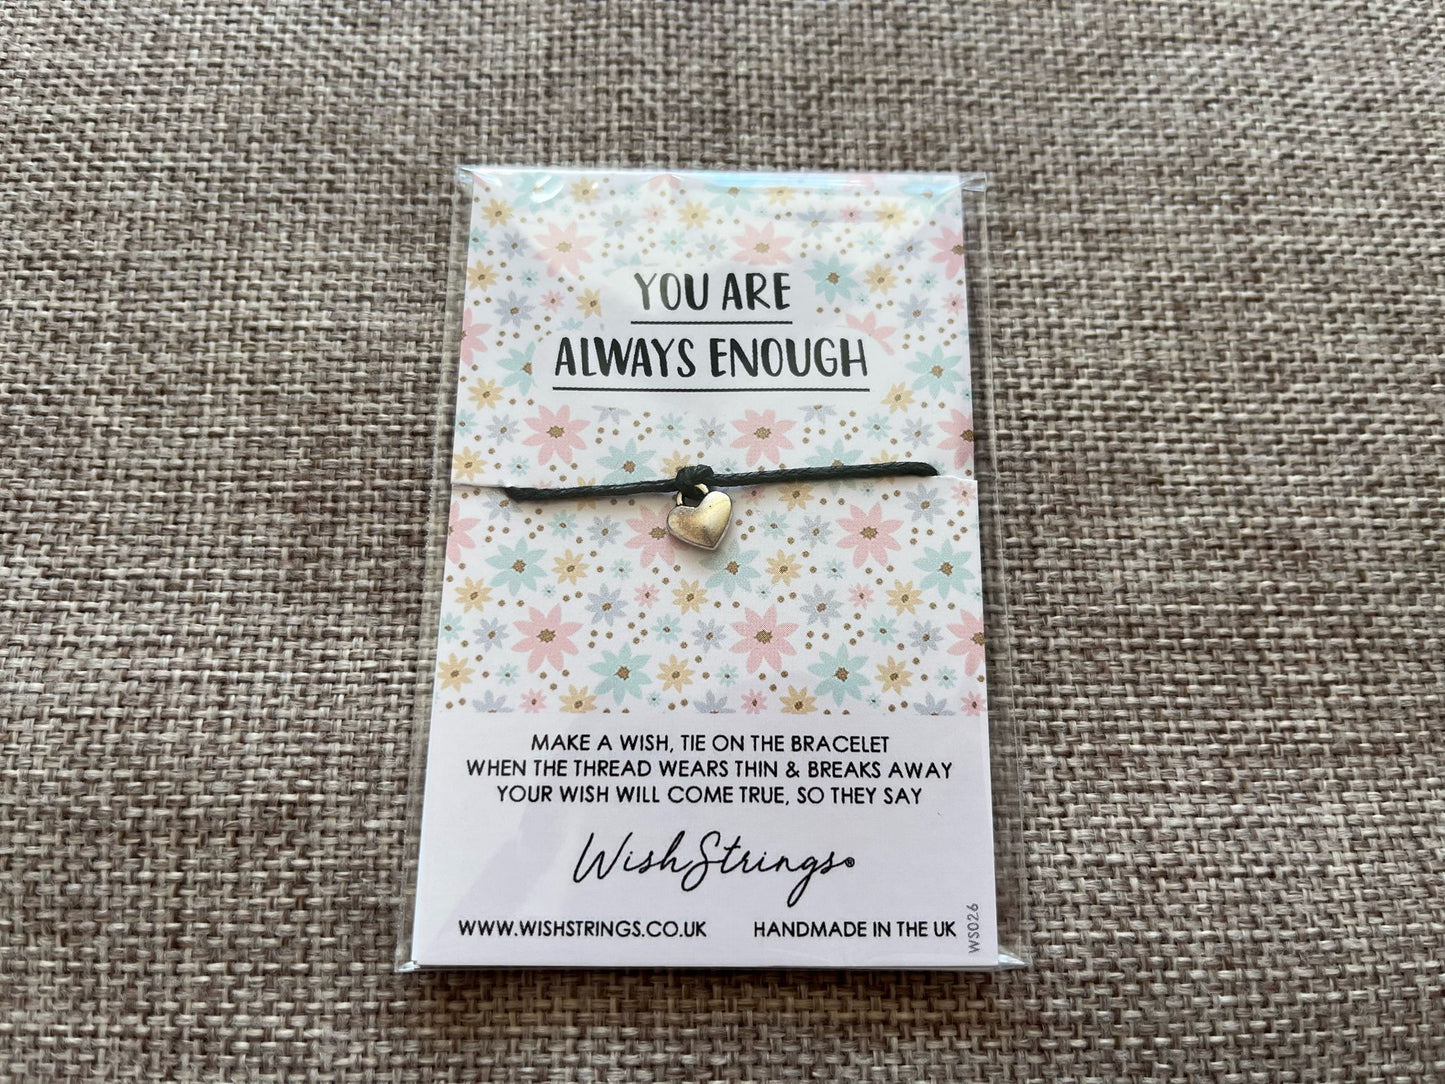 YOU ARE
ALWAYS ENOUGH
MAKE A WISH, TIE ON THE BRACELET
WHEN THE THREAD WEARS THIN & BREAKS AWAY
YOUR WISH WILL COME TRUE, SO THEY SAY
WishStrings®
WWW.WISHSTRINGS.CO.UK HANDMADE IN THE UK
WS026